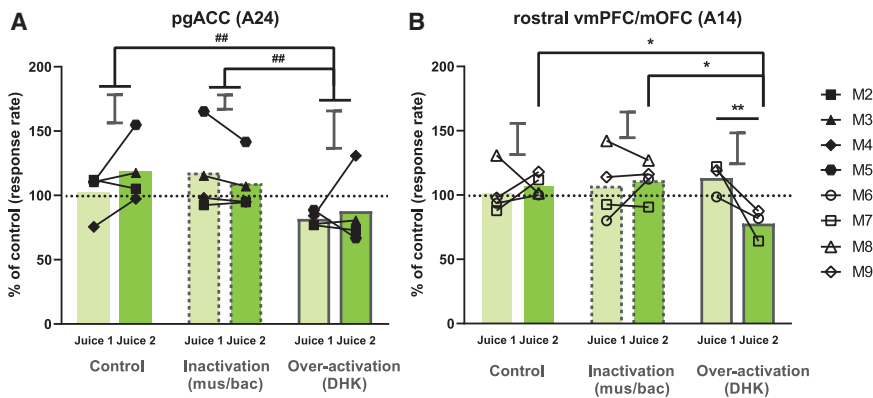 A
pgACC (A24)
##
##
% of control (response rate)
200
150
100
50
0
Juice 1 Juice 2
Juice 1 Juice 2
Juice 1 Juice 2
Control
Inactivation
(mus/bac)
Over-activation
(DHK)
B
rostral vmPFC/mOFC (A14)
*
*
**
% of control (response rate)
200
150
100
50
0
Juice 1 Juice 2
Juice 1 Juice 2
Juice 1 Juice 2
Control
Inactivation
(mus/bac)
Over-activation
(DHK)
M2
M3
M4
M5
M6
M7
M8
M9